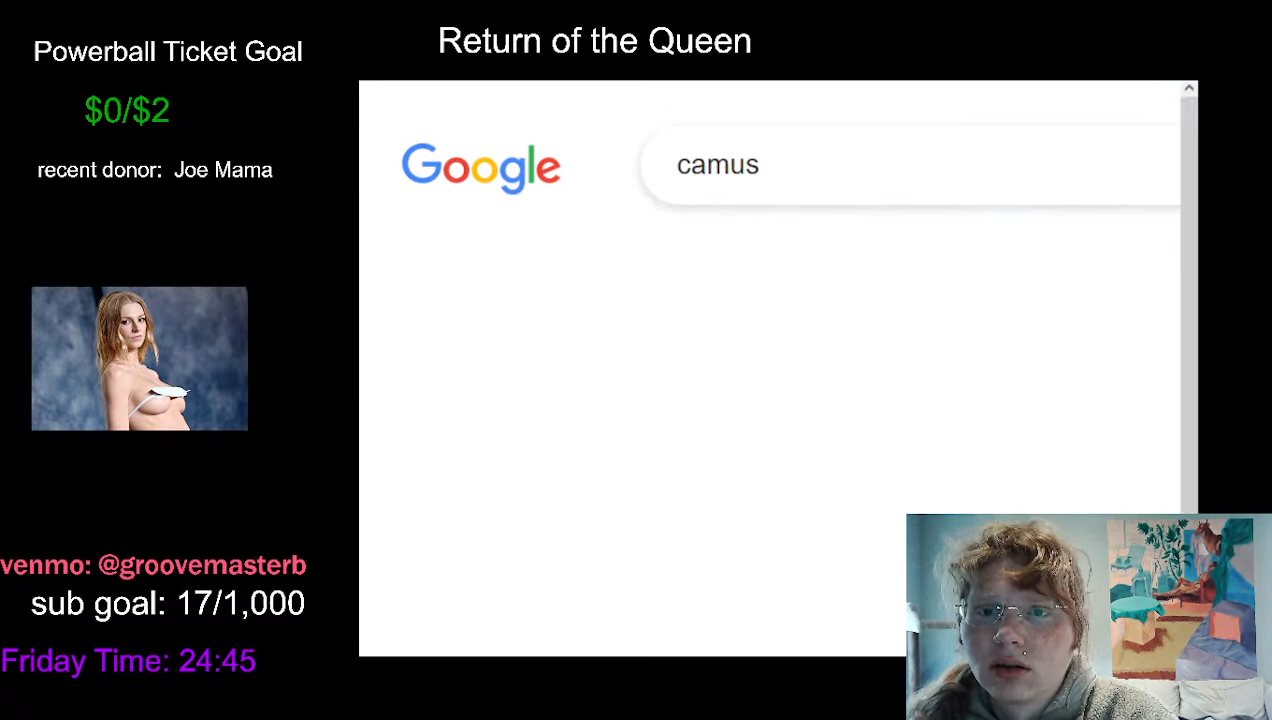 Powerball Ticket Goal
$0/$2
recent donor: Joe Mama
Return of the Queen
Google
camus
venmo: @groovemasterb
sub goal: 17/1,000
Friday Time: 24:45